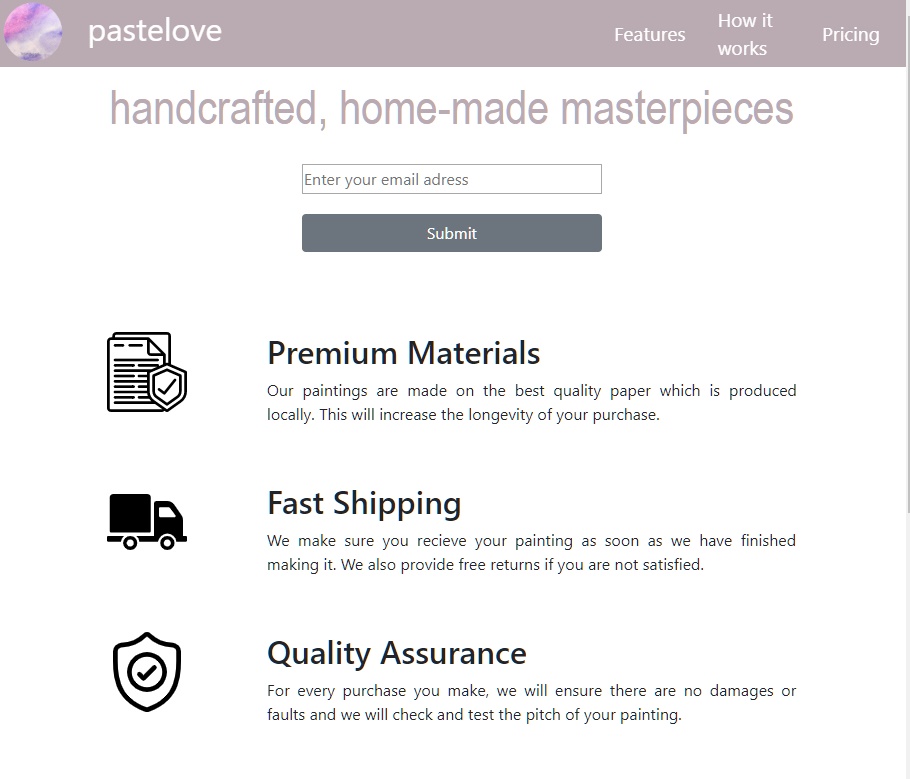 pastelove
Features
How it
works
Pricing
handcrafted, home-made masterpieces
Enter your email adress
Submit
Premium Materials
Our paintings are made on the best quality paper which is produced
locally. This will increase the longevity of your purchase.
Fast Shipping
We make sure you recieve your painting as soon as we have finished
making it. We also provide free returns if you are not satisfied.
Quality Assurance
For every purchase you make, we will ensure there are no damages or
faults and we will check and test the pitch of your painting.